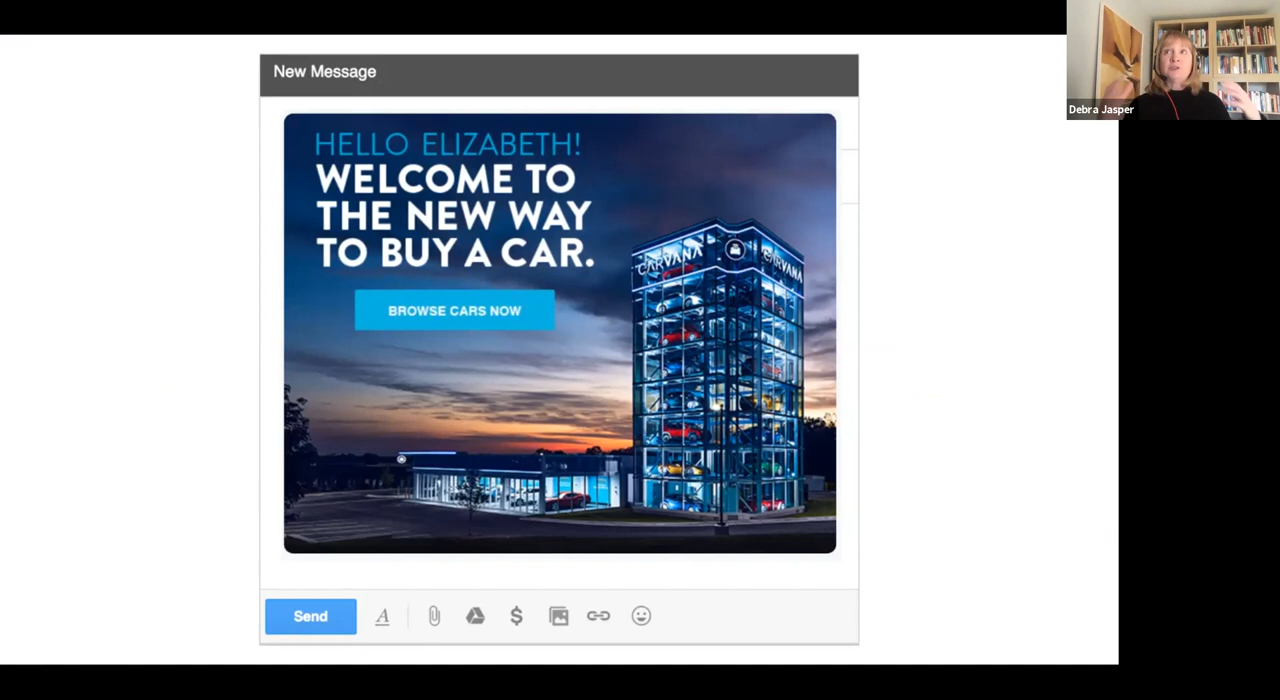 New Message
HELLO ELIZABETH!
WELCOME TO
THE NEW WAY
TO BUY A CAR.
BROWSE CARS NOW
CARVANA
CARVANA
Send
A
$
Debra Jasper